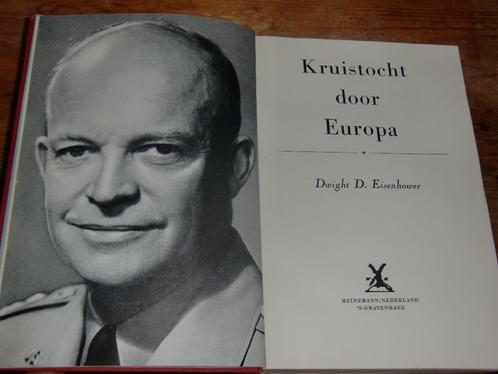 Kruistocht
door
Europa
Dwight D. Eisenhower
HEINEMANN/NEDERLAND
'S-GRAVENHAGE